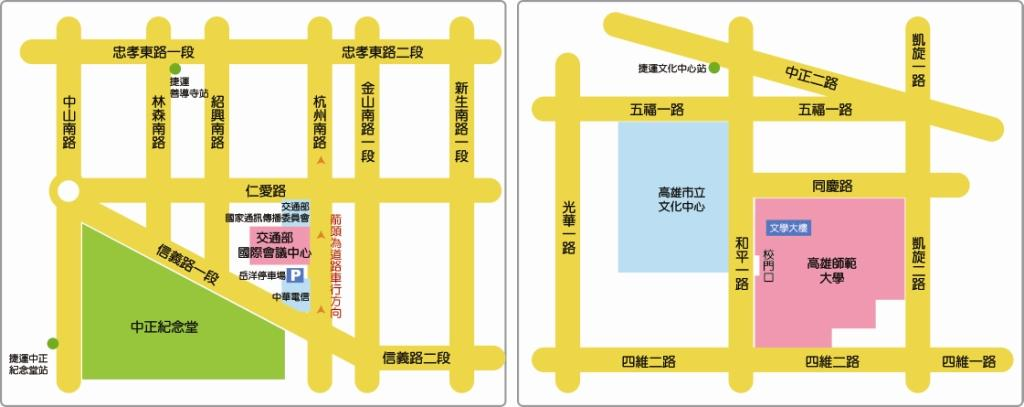 忠孝東路一段
忠孝東路二段
捷運
善導寺站
中山南路
林森南路
紹興南路
杭州南路
金山南路一段
新生南路一段
仁愛路
交通部
國家通訊傳播委員會
交通部
國際會議中心
岳洋停車場 P
中華電信
箭頭為道路車行方向
信義路一段
中正紀念堂
捷運中正
紀念堂站
信義路二段
捷運文化中心站
中正二路
凱旋一路
五福一路
五福一路
高雄市立
文化中心
同慶路
光華一路
和平一路
文學大樓
校門口
高雄師範
大學
凱旋二路
四維二路
四維二路
四維一路